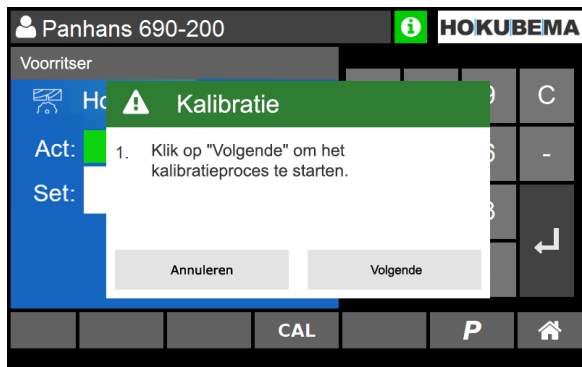 Panhans 690-200
i
HOKUBEMA
Voorritser
Kalibratie
C
Act:
1. Klik op "Volgende" om het
kalibratieproces te starten.
-
Set:
Annuleren
Volgende
CAL
P